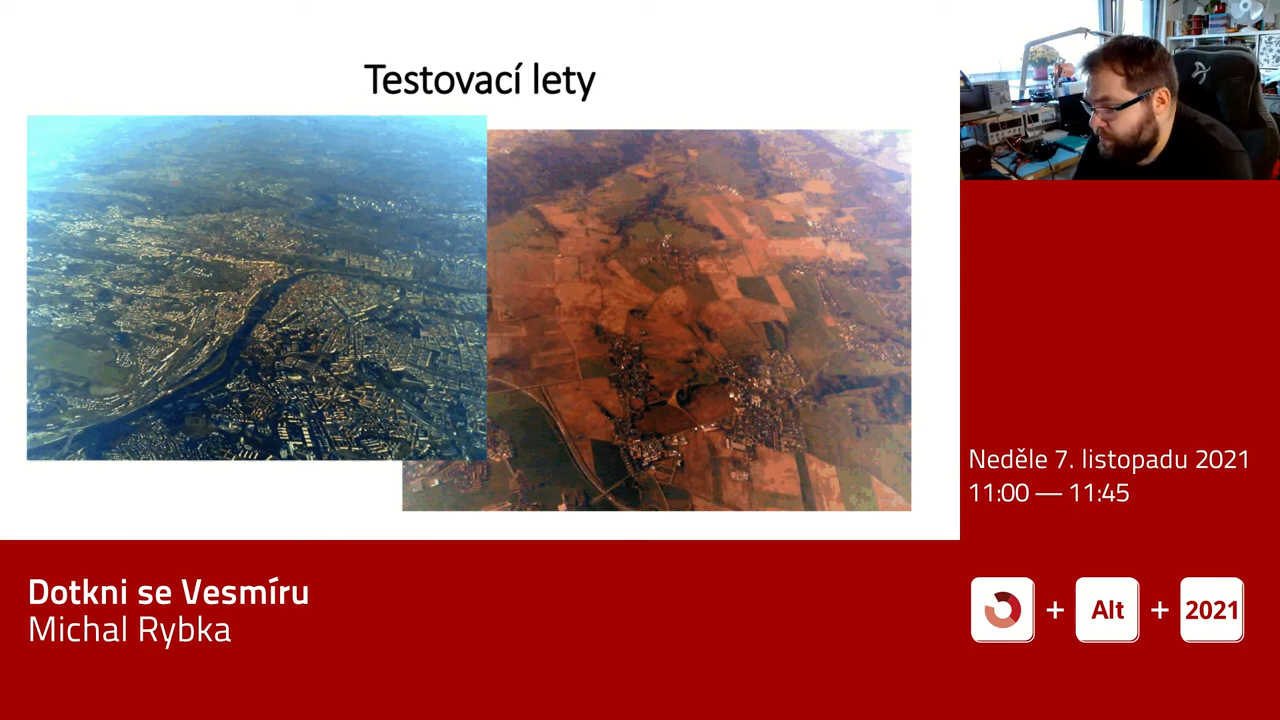 Testovací lety
Neděle 7. listopadu 2021
11:00 — 11:45
Dotkni se Vesmíru
Michal Rybka
+ Alt + 2021